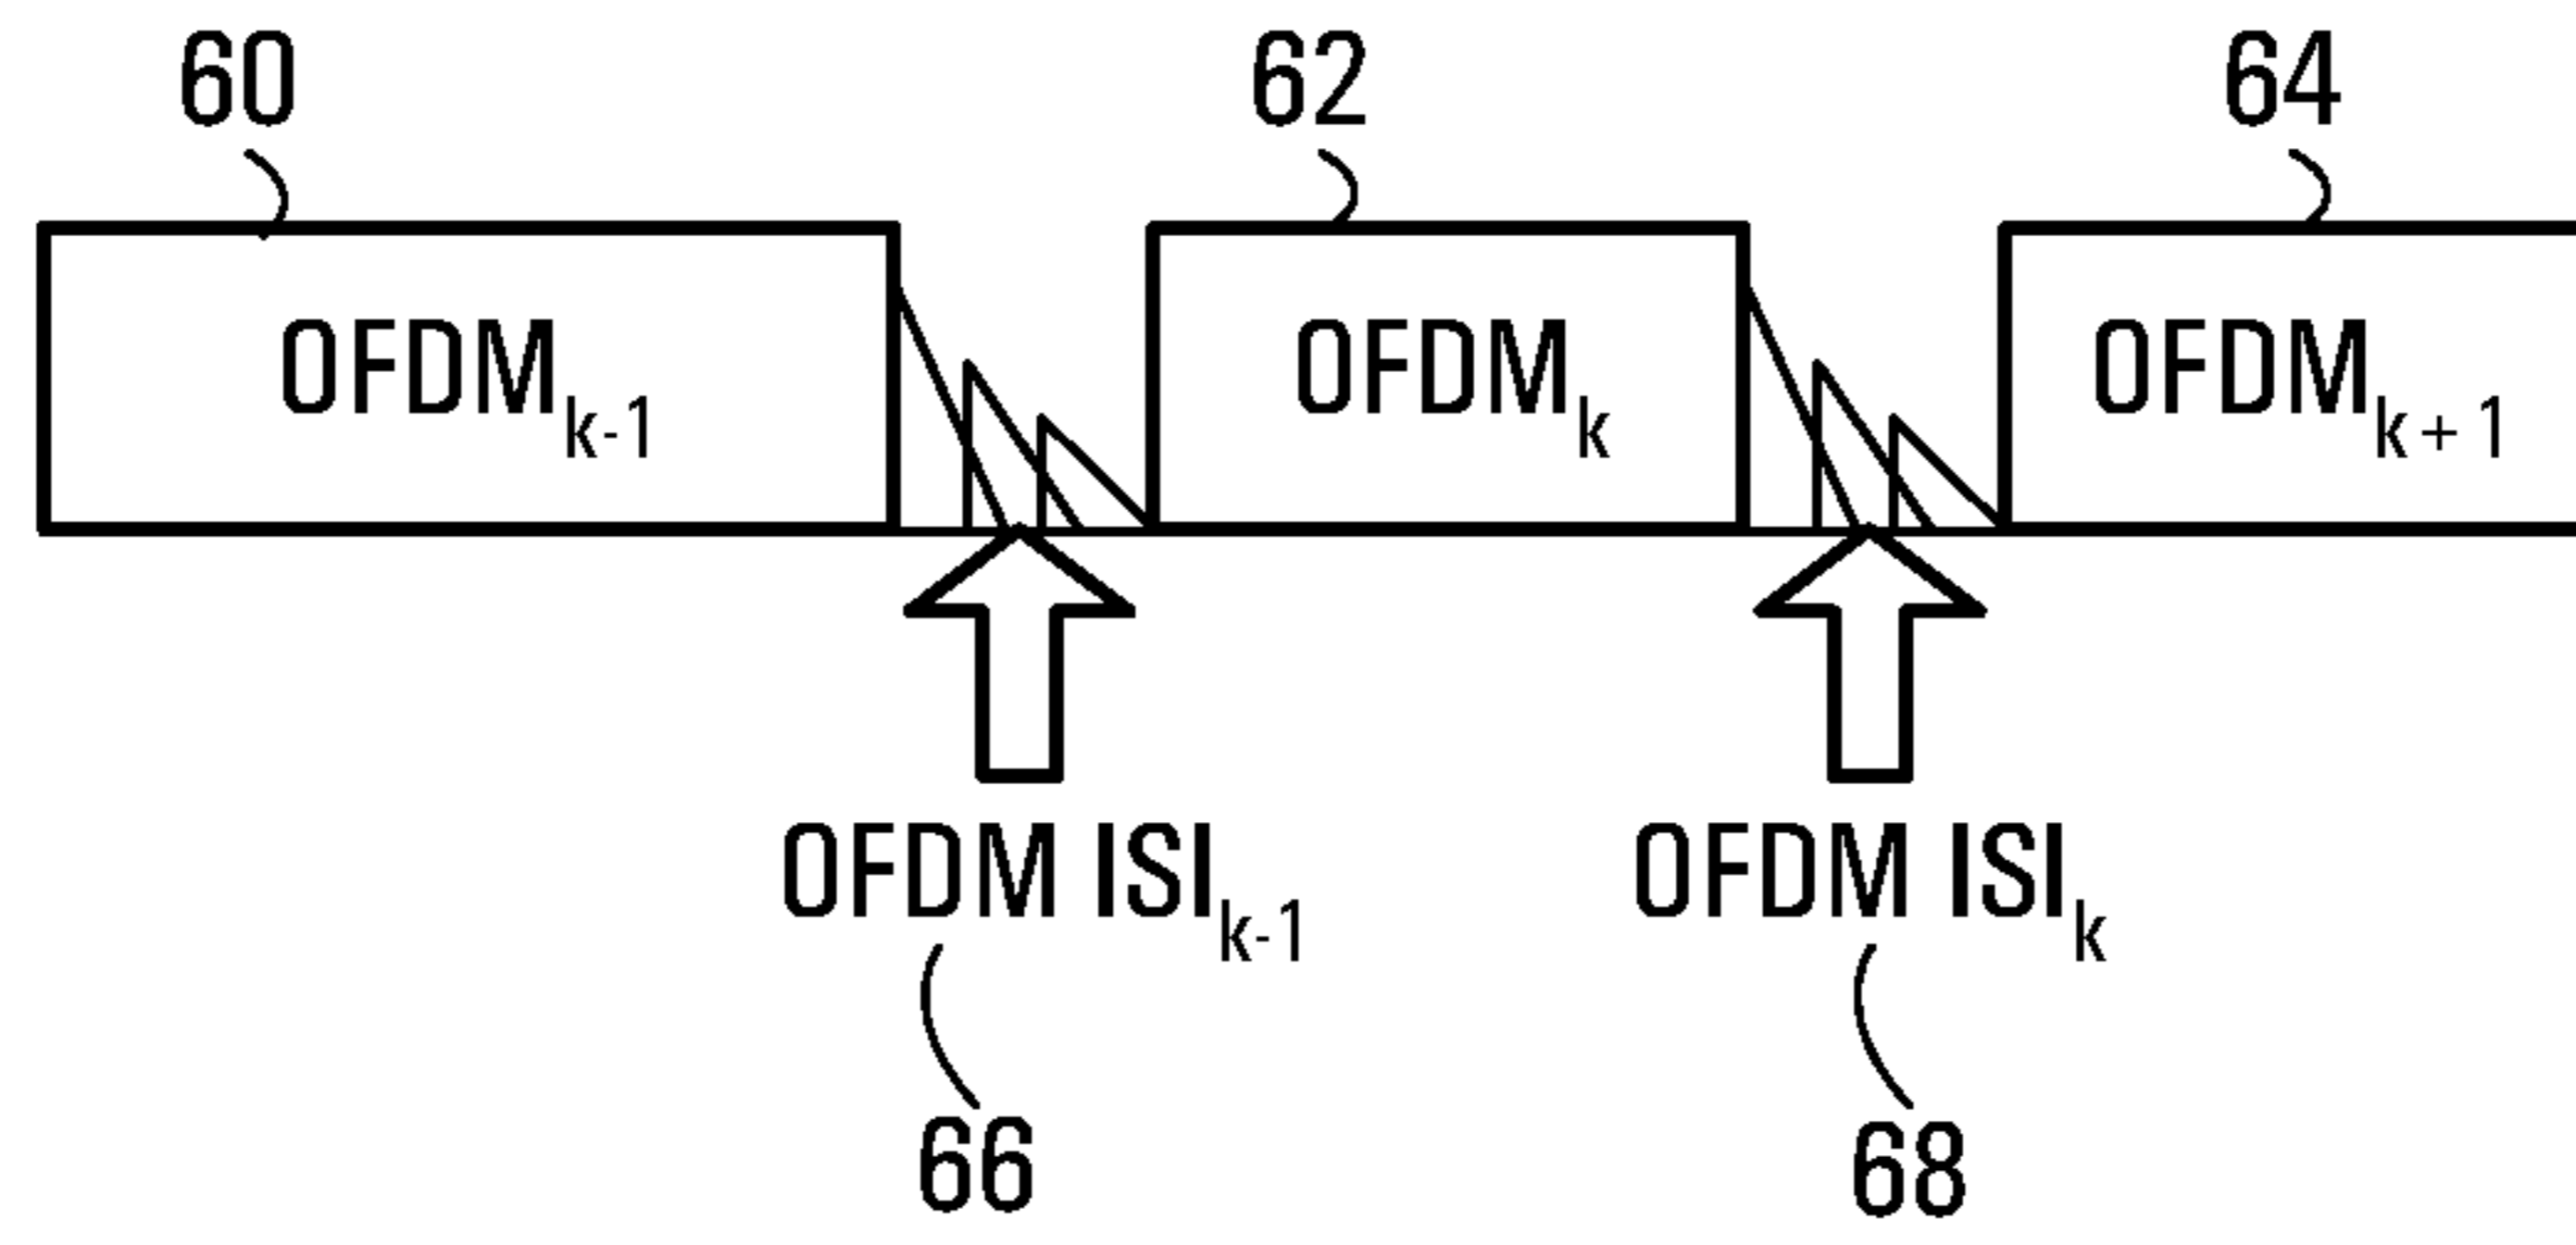 60 62 64
OFDMk-1 OFDMk OFDMk+1
OFDM ISIk-1 OFDM ISIk
66 68